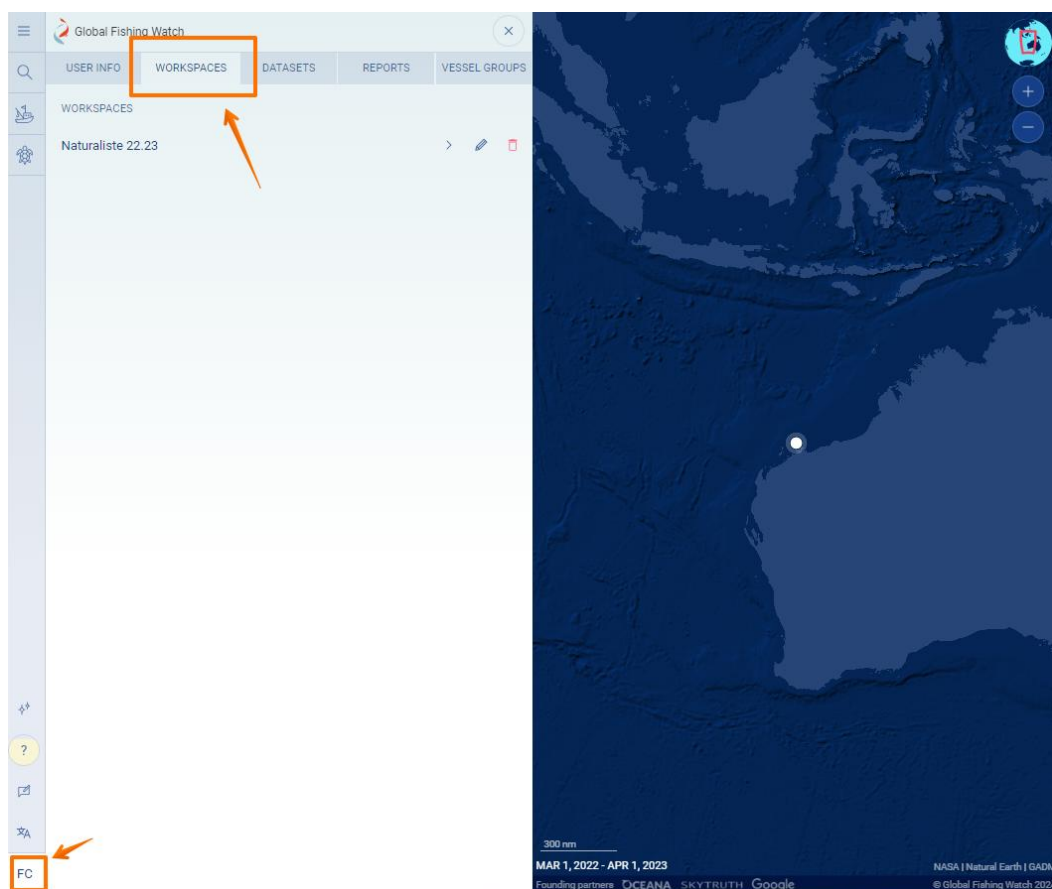 Global Fishing Watch
USER INFO WORKSPACES DATASETS REPORTS VESSEL GROUPS
WORKSPACES
Naturaliste 22.23
?
FC
300 nm
MAR 1, 2022 - APR 1, 2023
NASA | Natural Earth | GADM
Founding partners OCEANA SKYTRUTH Google
© Global Fishing Watch 202